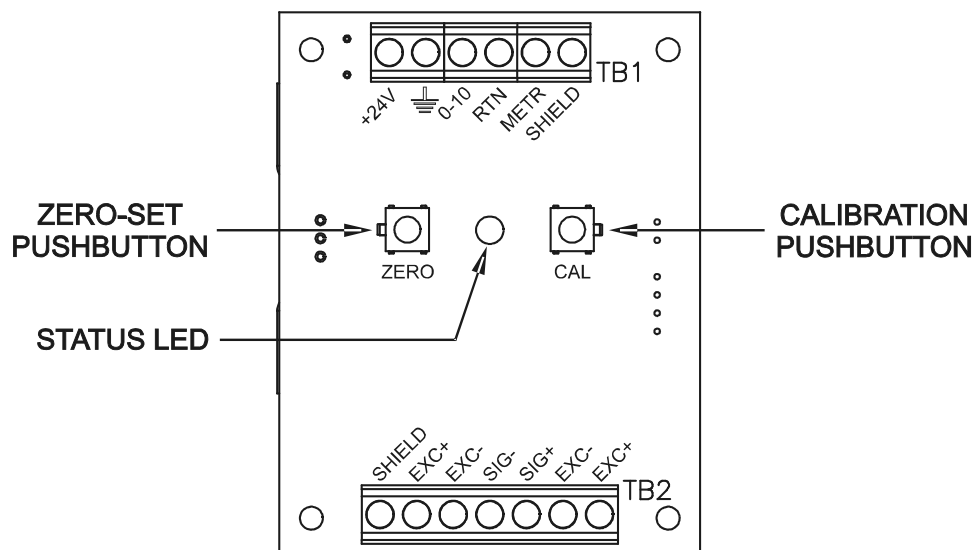 TB1
+24V
0-10
RTN
METR
SHIELD
ZERO-SET
PUSHBUTTON
ZERO
CAL
CALIBRATION
PUSHBUTTON
STATUS LED
SHIELD
EXC+
EXC-
SIG-
SIG+
EXC-
EXC+
TB2